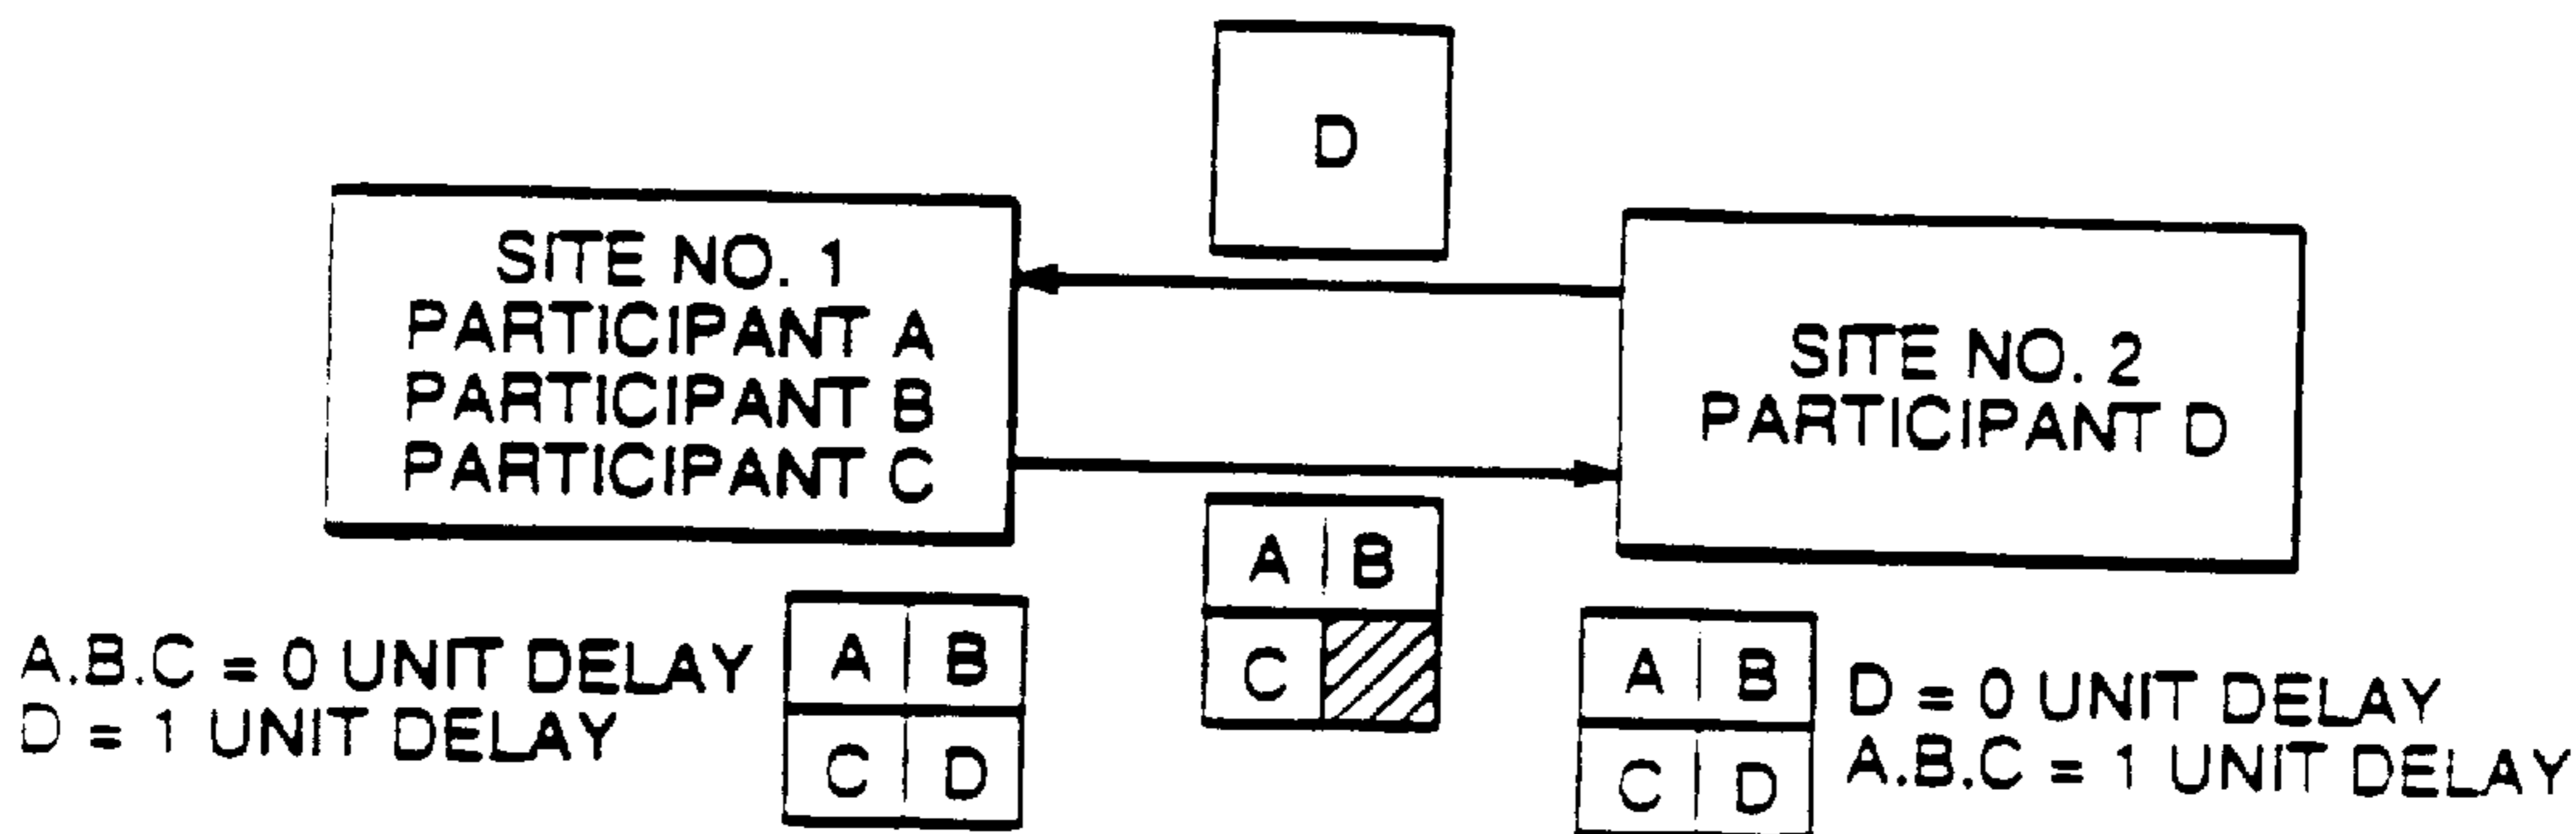 D
SITE NO. 1
PARTICIPANT A
PARTICIPANT B
PARTICIPANT C
SITE NO. 2
PARTICIPANT D
A B
C
A.B.C = 0 UNIT DELAY
D = 1 UNIT DELAY
A B
C D
A B
C D
D = 0 UNIT DELAY
A.B.C = 1 UNIT DELAY